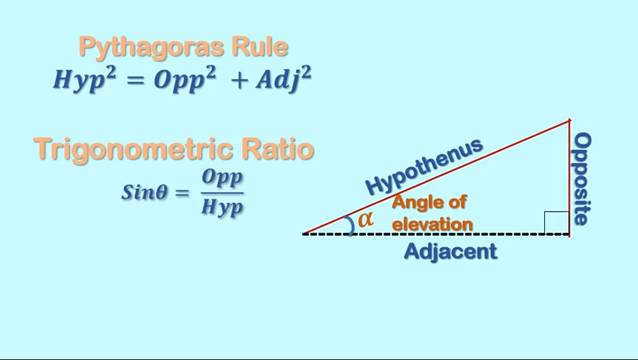 Pythagoras Rule
Hyp² = Opp² + Adj²
Trigonometric Ratio
Sinθ = Opp / Hyp
Hypothenus
Opposite
α
Angle of
elevation
Adjacent